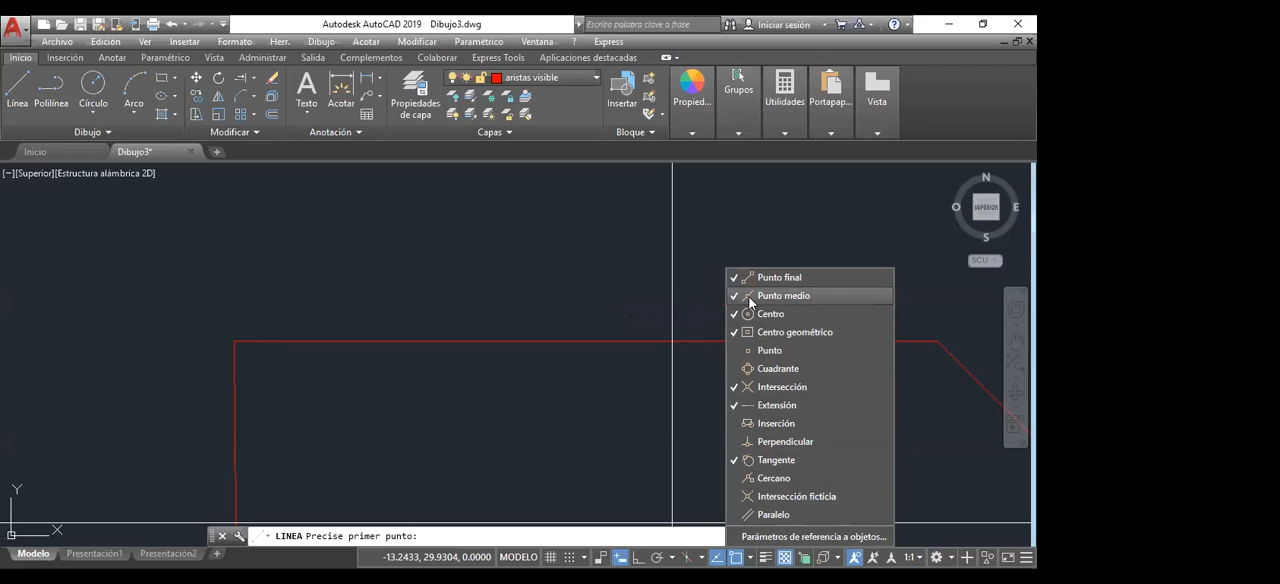 Autodesk AutoCAD 2019 Dibujo3.dwg
Escriba palabra clave o frase
Iniciar sesión
Archivo Edición Ver Insertar Formato Herr. Dibujo Acotar Modificar Paramétrico Ventana ? Express
Inicio Inserción Anotar Paramétrico Vista Administrar Salida Complementos Colaborar Express Tools Aplicaciones destacadas
aristas visible
Línea Polilínea Círculo Arco Texto Acotar Propiedades de capa Insertar Propied... Grupos Utilidades Portapap... Vista
Dibujo Modificar Anotación Capas Bloque
Inicio Dibujo3*
[−][Superior][Estructura alámbrica 2D]
N
O SUPERIOR E
S
SCU
Punto final
Punto medio
Centro
Centro geométrico
Punto
Cuadrante
Intersección
Extensión
Inserción
Perpendicular
Tangente
Cercano
Intersección ficticia
Paralelo
Parámetros de referencia a objetos...
Y
X
LINEA Precise primer punto:
Modelo Presentación1 Presentación2 +
-13.2433, 29.9304, 0.0000 MODELO 1:1